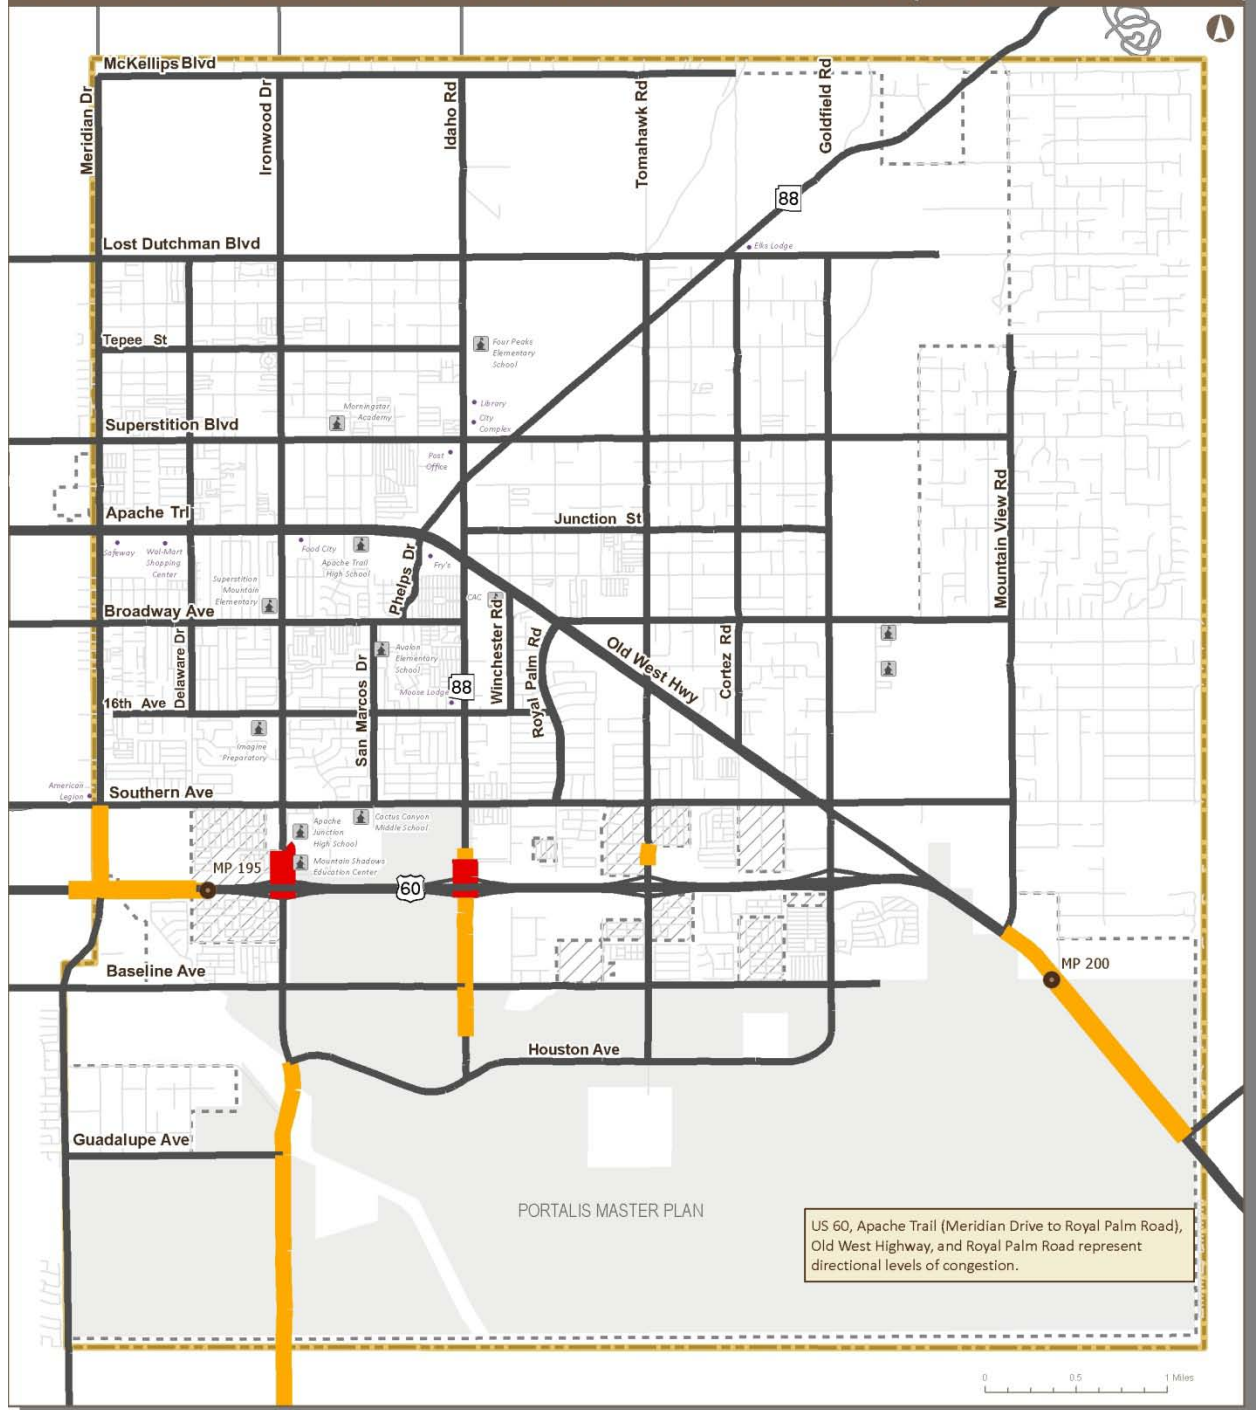 McKellips Blvd
Meridian Dr
Ironwood Dr
Idaho Rd
Tomahawk Rd
Goldfield Rd
88
Lost Dutchman Blvd
Elks Lodge
Tepee St
Four Peaks
Elementary
School
Morningstar
Academy
Library
City
Complex
Superstition Blvd
Post
Office
Mountain View Rd
Apache Trl
Junction St
Safeway
Wal-Mart
Shopping
Center
Food City
Apache Trail
High School
Phelps Dr
Fry's
Superstition
Mountain
Elementary
CAC
Broadway Ave
Winchester Rd
Royal Palm Rd
Old West Hwy
Cortez Rd
Delaware Dr
San Marcos Dr
Avalon
Elementary
School
Moose Lodge
88
16th Ave
Imagine
Preparatory
American
Legion
Southern Ave
Apache
Junction
High School
Cactus Canyon
Middle School
Mountain Shadows
Education Center
MP 195
60
Baseline Ave
MP 200
Houston Ave
Guadalupe Ave
PORTALIS MASTER PLAN
US 60, Apache Trail (Meridian Drive to Royal Palm Road),
Old West Highway, and Royal Palm Road represent
directional levels of congestion.
0 0.5 1 Miles